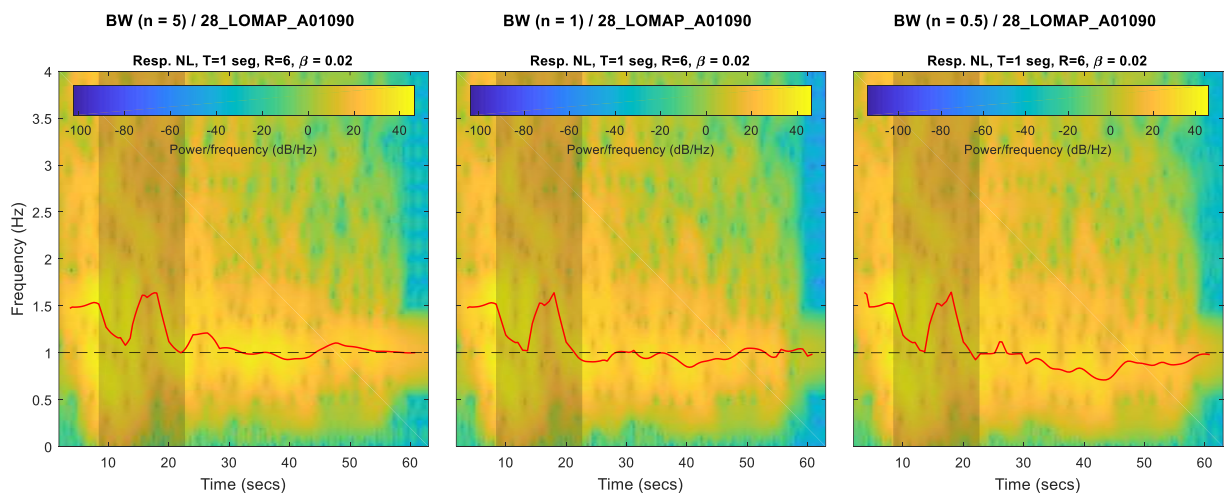 BW (n = 5) / 28_LOMAP_A01090
Resp. NL, T=1 seg, R=6, β = 0.02
4
3.5
3
2.5
2
1.5
1
0.5
0
Frequency (Hz)
-100 -80 -60 -40 -20 0 20 40
Power/frequency (dB/Hz)
10 20 30 40 50 60
Time (secs)
BW (n = 1) / 28_LOMAP_A01090
Resp. NL, T=1 seg, R=6, β = 0.02
-100 -80 -60 -40 -20 0 20 40
Power/frequency (dB/Hz)
10 20 30 40 50 60
Time (secs)
BW (n = 0.5) / 28_LOMAP_A01090
Resp. NL, T=1 seg, R=6, β = 0.02
-100 -80 -60 -40 -20 0 20 40
Power/frequency (dB/Hz)
10 20 30 40 50 60
Time (secs)